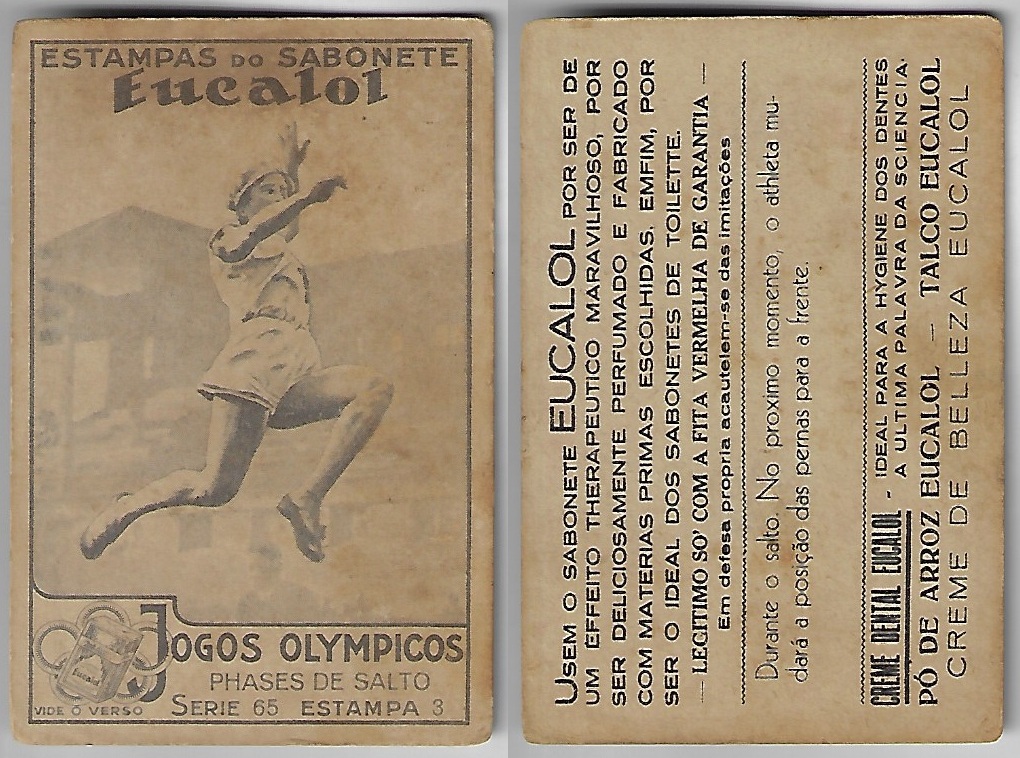 ESTAMPAS DO SABONETE
Eucalol
Eucalol
JOGOS OLYMPICOS
PHASES DE SALTO
VIDE O VERSO
SERIE 65 ESTAMPA 3
USEM O SABONETE EUCALOL POR SER DE
UM EFFEITO THERAPEUTICO MARAVILHOSO, POR
SER DELICIOSAMENTE PERFUMADO E FABRICADO
COM MATERIAS PRIMAS ESCOLHIDAS, EMFIM, POR
SER O IDEAL DOS SABONETES DE TOILETTE.
— LEGITIMO SO' COM A FITA VERMELHA DE GARANTIA —
Em defesa propria acautelem-se das imitações
Durante o salto. No proximo momento, o athleta mu-
dará a posição das pernas para a frente.
CREME DENTAL EUCALOL - IDEAL PARA A HYGIENE DOS DENTES
A ULTIMA PALAVRA DA SCIENCIA.
PÓ DE ARROZ EUCALOL — TALCO EUCALOL
CREME DE BELLEZA EUCALOL